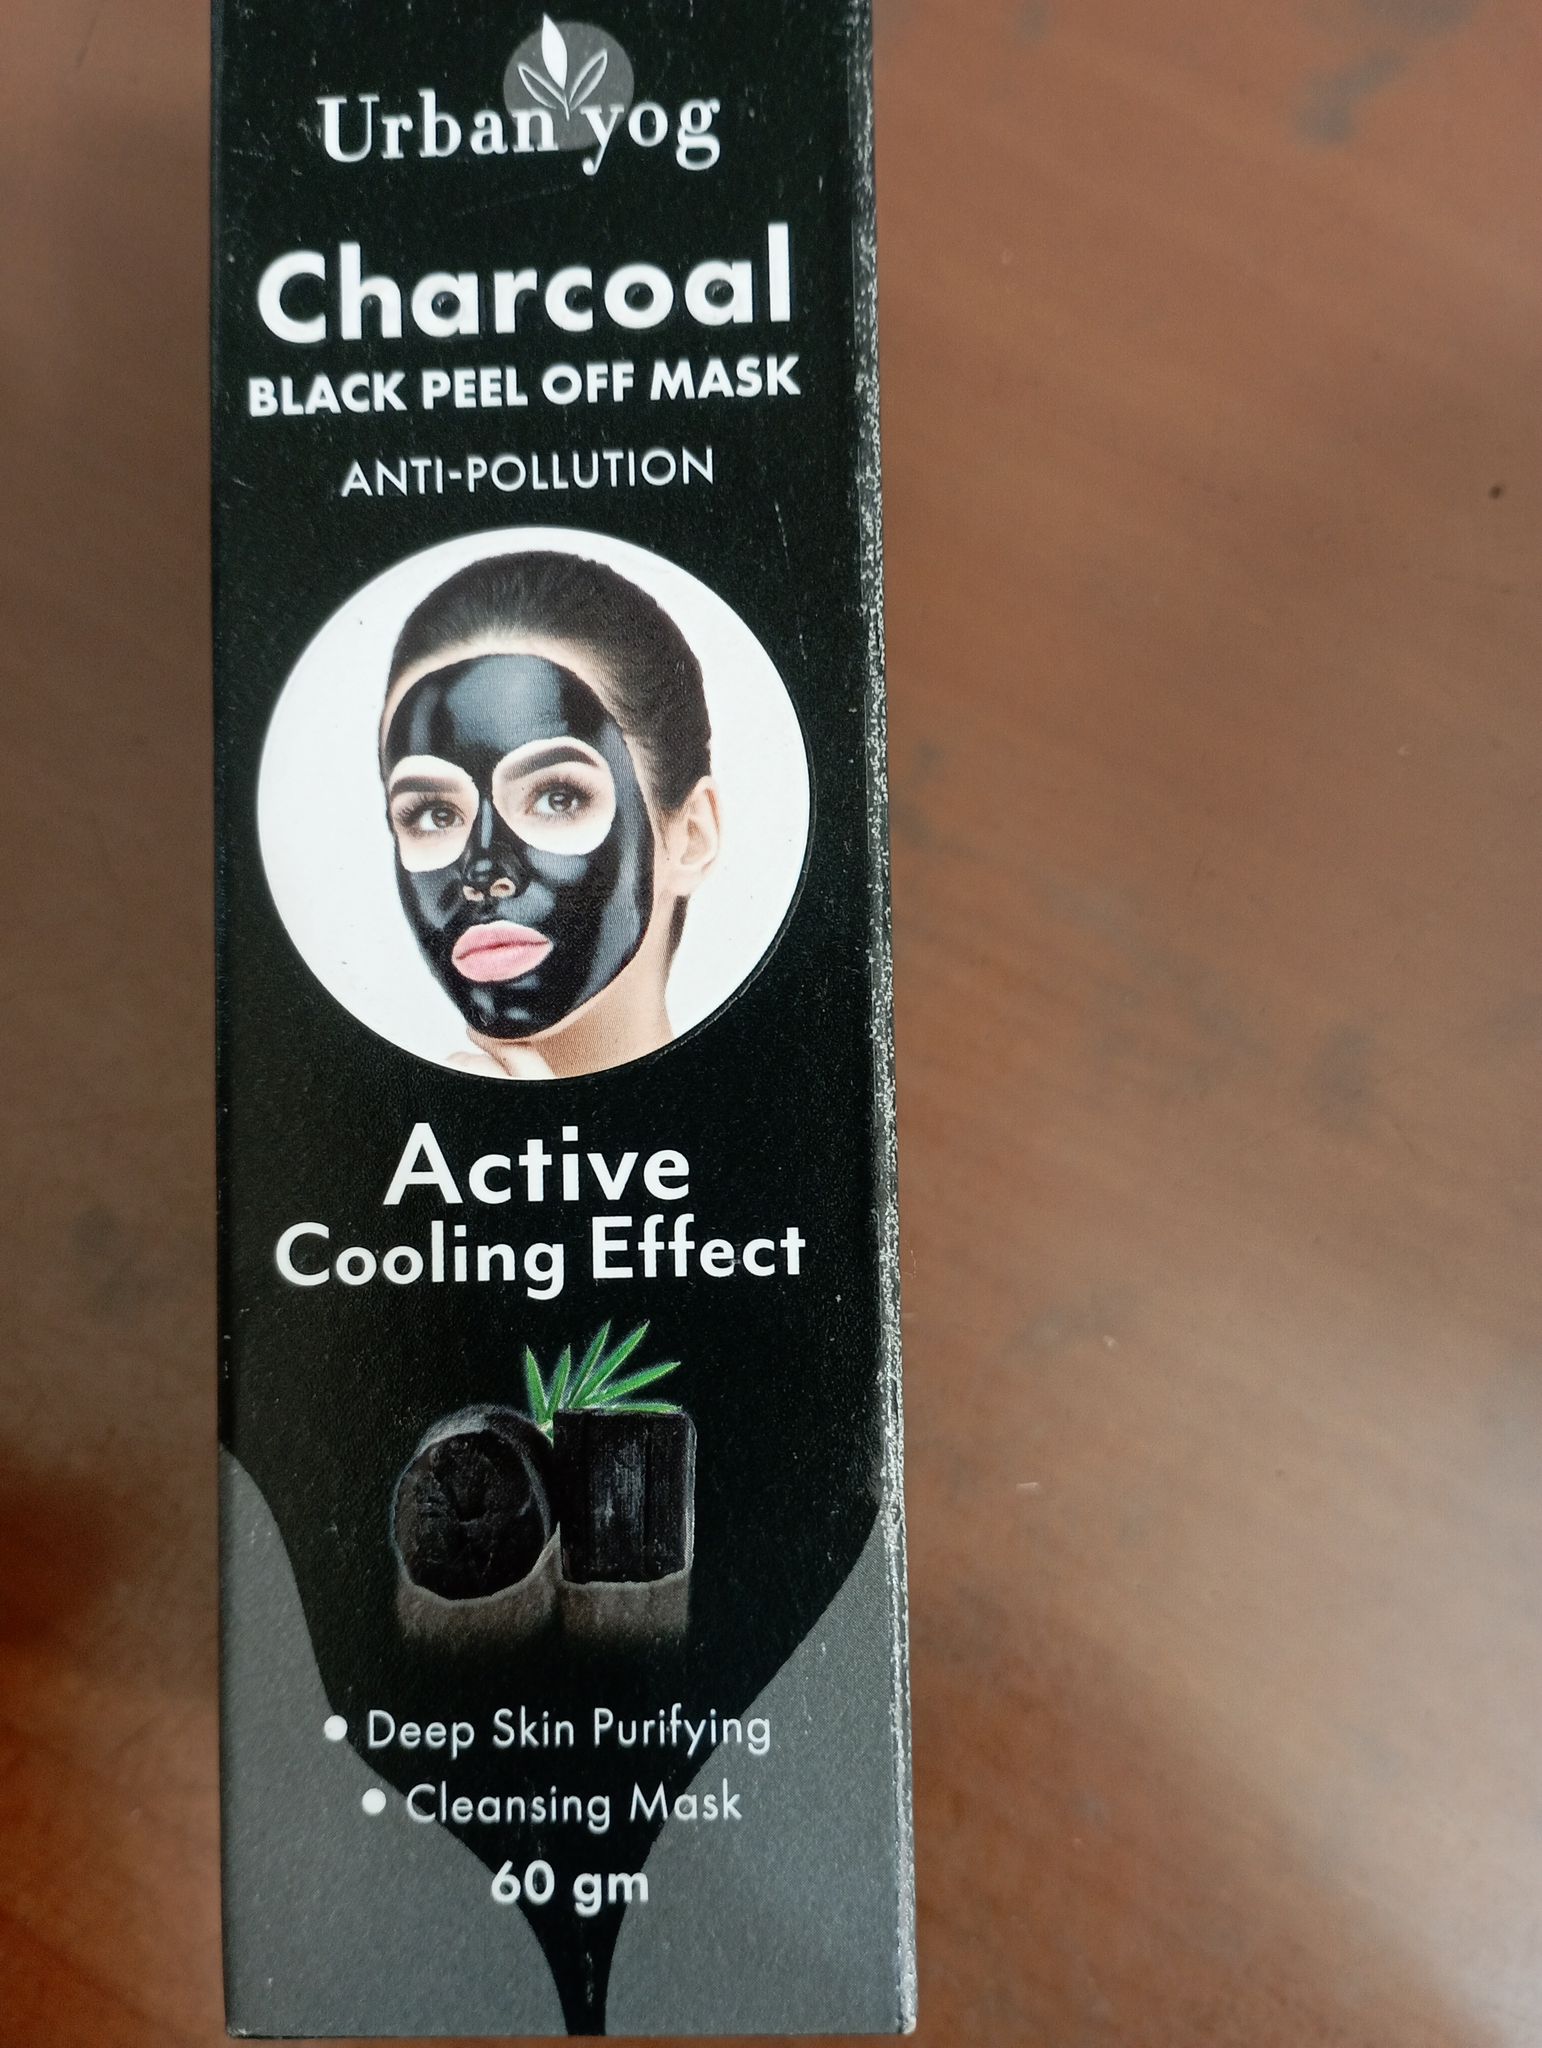 Urban yog
Charcoal
BLACK PEEL OFF MASK
ANTI-POLLUTION
Active
Cooling Effect
• Deep Skin Purifying
• Cleansing Mask
60 gm